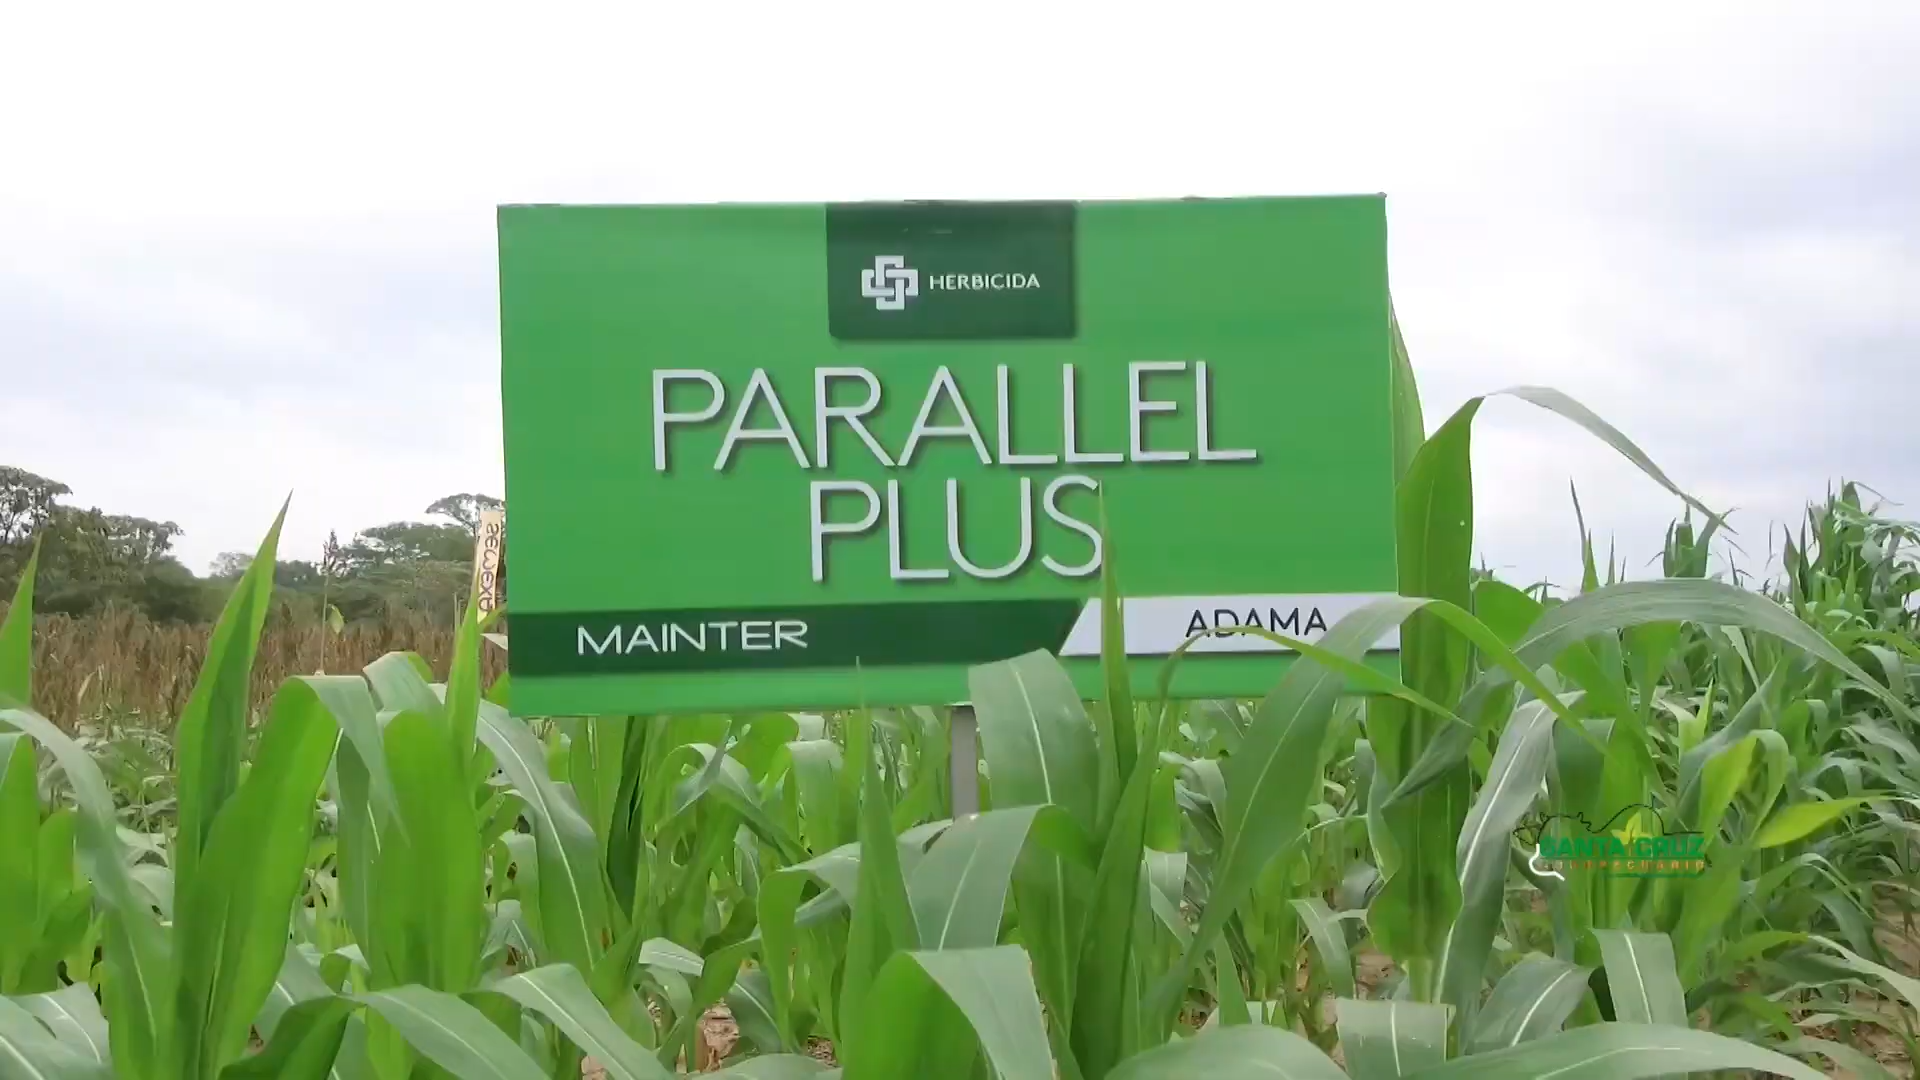 HERBICIDA
PARALLEL
PLUS
MAINTER
ADAMA
SANTA CRUZ